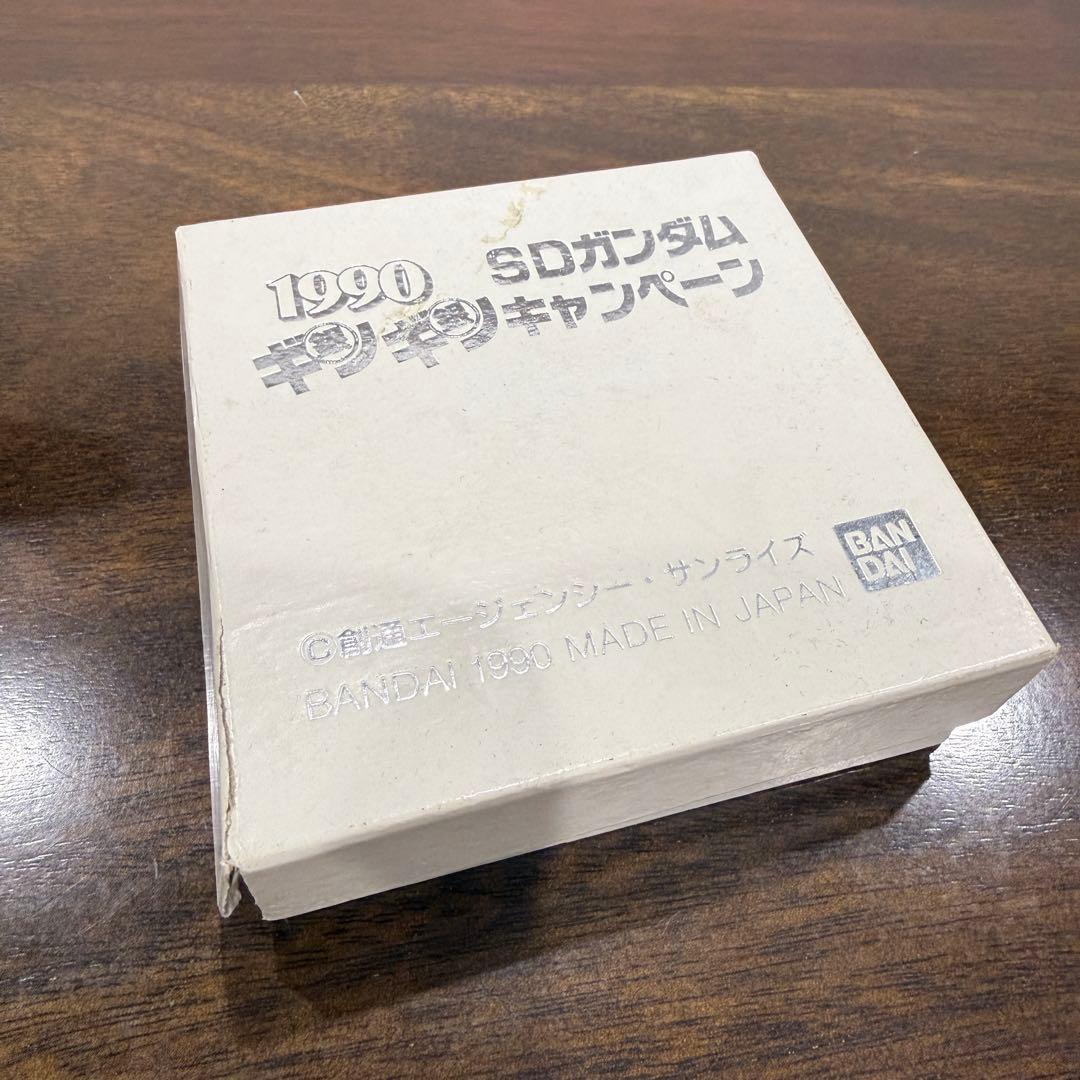 1990 SDガンダム
ギンギンキャンペーン
©創通エージェンシー・サンライズ
BANDAI 1990 MADE IN JAPAN
BAN
DAI